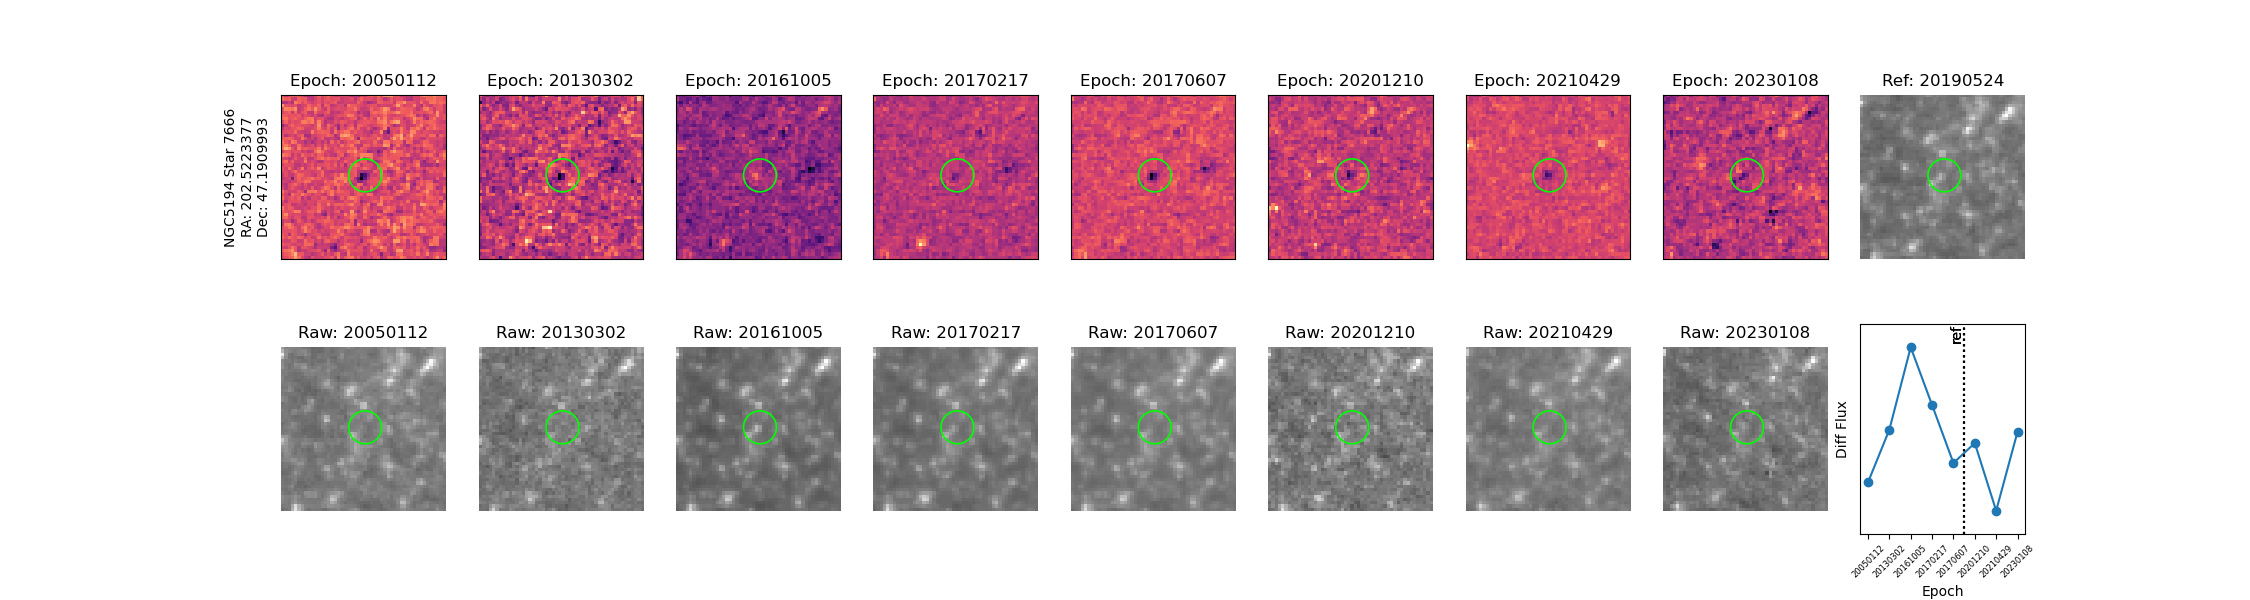 NGC5194 Star 7666
RA: 202.5223377
Dec: 47.1909993
Epoch: 20050112
Epoch: 20130302
Epoch: 20161005
Epoch: 20170217
Epoch: 20170607
Epoch: 20201210
Epoch: 20210429
Epoch: 20230108
Ref: 20190524
Raw: 20050112
Raw: 20130302
Raw: 20161005
Raw: 20170217
Raw: 20170607
Raw: 20201210
Raw: 20210429
Raw: 20230108
ref
Diff Flux
20050112
20130302
20161005
20170217
20170607
20201210
20210429
20230108
Epoch